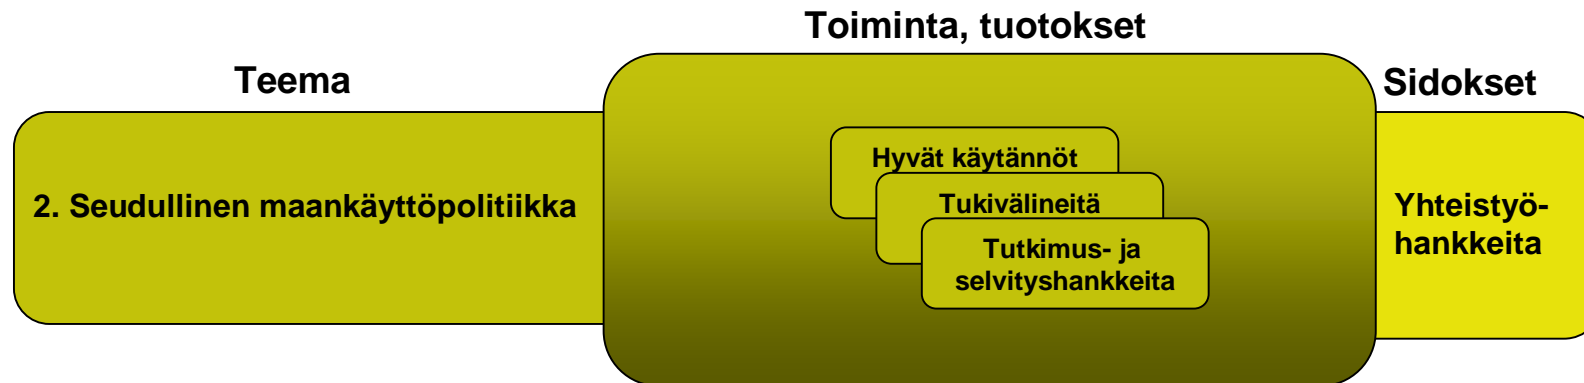 Toiminta, tuotokset
Teema
Sidokset
2. Seudullinen maankäyttöpolitiikka
Hyvät käytännöt
Tukivälineitä
Tutkimus- ja
selvityshankkeita
Yhteistyö-
hankkeita